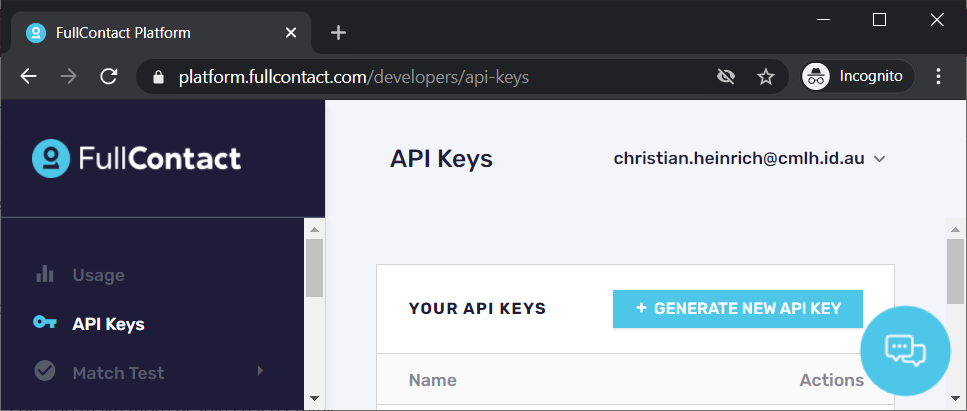 FullContact Platform
platform.fullcontact.com/developers/api-keys
Incognito
FullContact
API Keys
christian.heinrich@cmlh.id.au
Usage
API Keys
Match Test
YOUR API KEYS
+ GENERATE NEW API KEY
Name
Actions